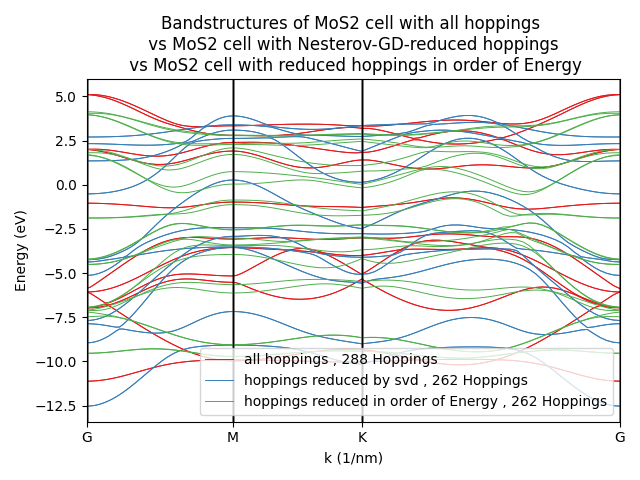 Bandstructures of MoS2 cell with all hoppings
vs MoS2 cell with Nesterov-GD-reduced hoppings
vs MoS2 cell with reduced hoppings in order of Energy
Energy (eV)
5.0
2.5
0.0
−2.5
−5.0
−7.5
−10.0
−12.5
all hoppings , 288 Hoppings
hoppings reduced by svd , 262 Hoppings
hoppings reduced in order of Energy , 262 Hoppings
G M K G
k (1/nm)